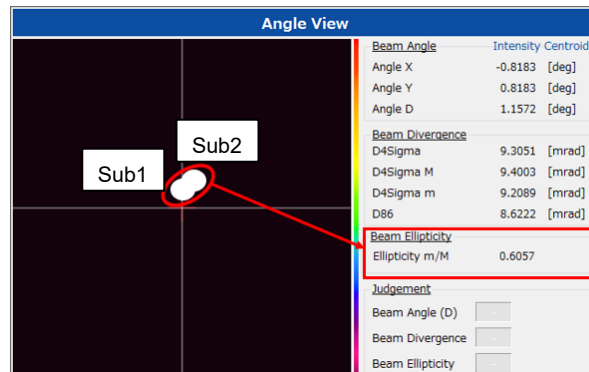 Angle View
Beam Angle Intensity Centroid
Angle X -0.8183 [deg]
Angle Y 0.8183 [deg]
Angle D 1.1572 [deg]
Sub2
Sub1
Beam Divergence
D4Sigma 9.3051 [mrad]
D4Sigma M 9.4003 [mrad]
D4Sigma m 9.2089 [mrad]
D86 8.6222 [mrad]
Beam Ellipticity
Ellipticity m/M 0.6057
Judgement
Beam Angle (D) -
Beam Divergence -
Beam Ellipticity -